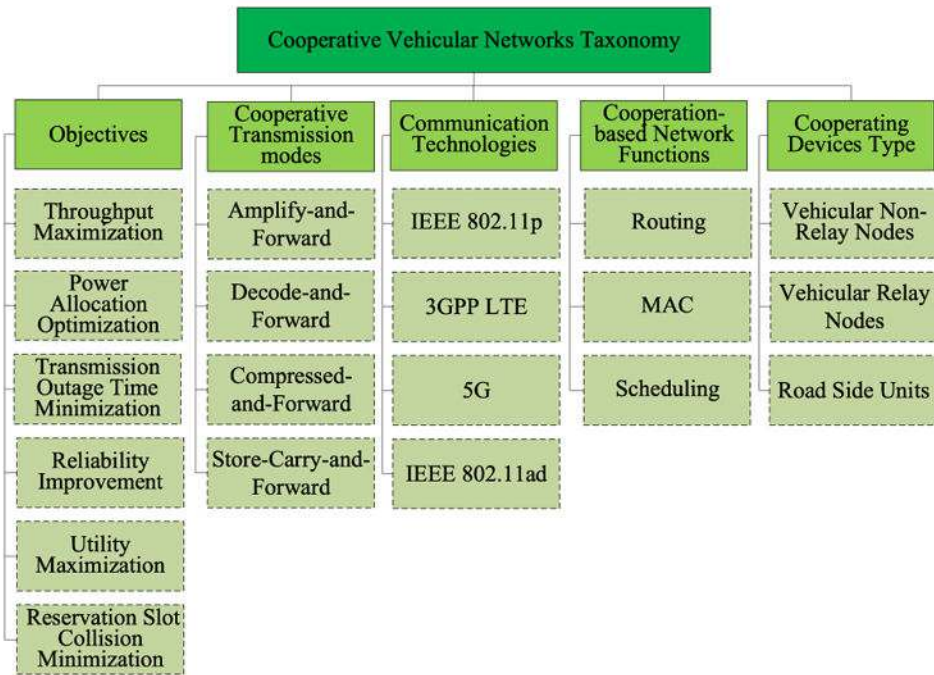 Cooperative Vehicular Networks Taxonomy
Objectives
Throughput
Maximization
Power
Allocation
Optimization
Transmission
Outage Time
Minimization
Reliability
Improvement
Utility
Maximization
Reservation Slot
Collision
Minimization
Cooperative
Transmission
modes
Amplify-and-
Forward
Decode-and-
Forward
Compressed-
and-Forward
Store-Carry-and-
Forward
Communication
Technologies
IEEE 802.11p
3GPP LTE
5G
IEEE 802.11ad
Cooperation-
based Network
Functions
Routing
MAC
Scheduling
Cooperating
Devices Type
Vehicular Non-
Relay Nodes
Vehicular Relay
Nodes
Road Side Units